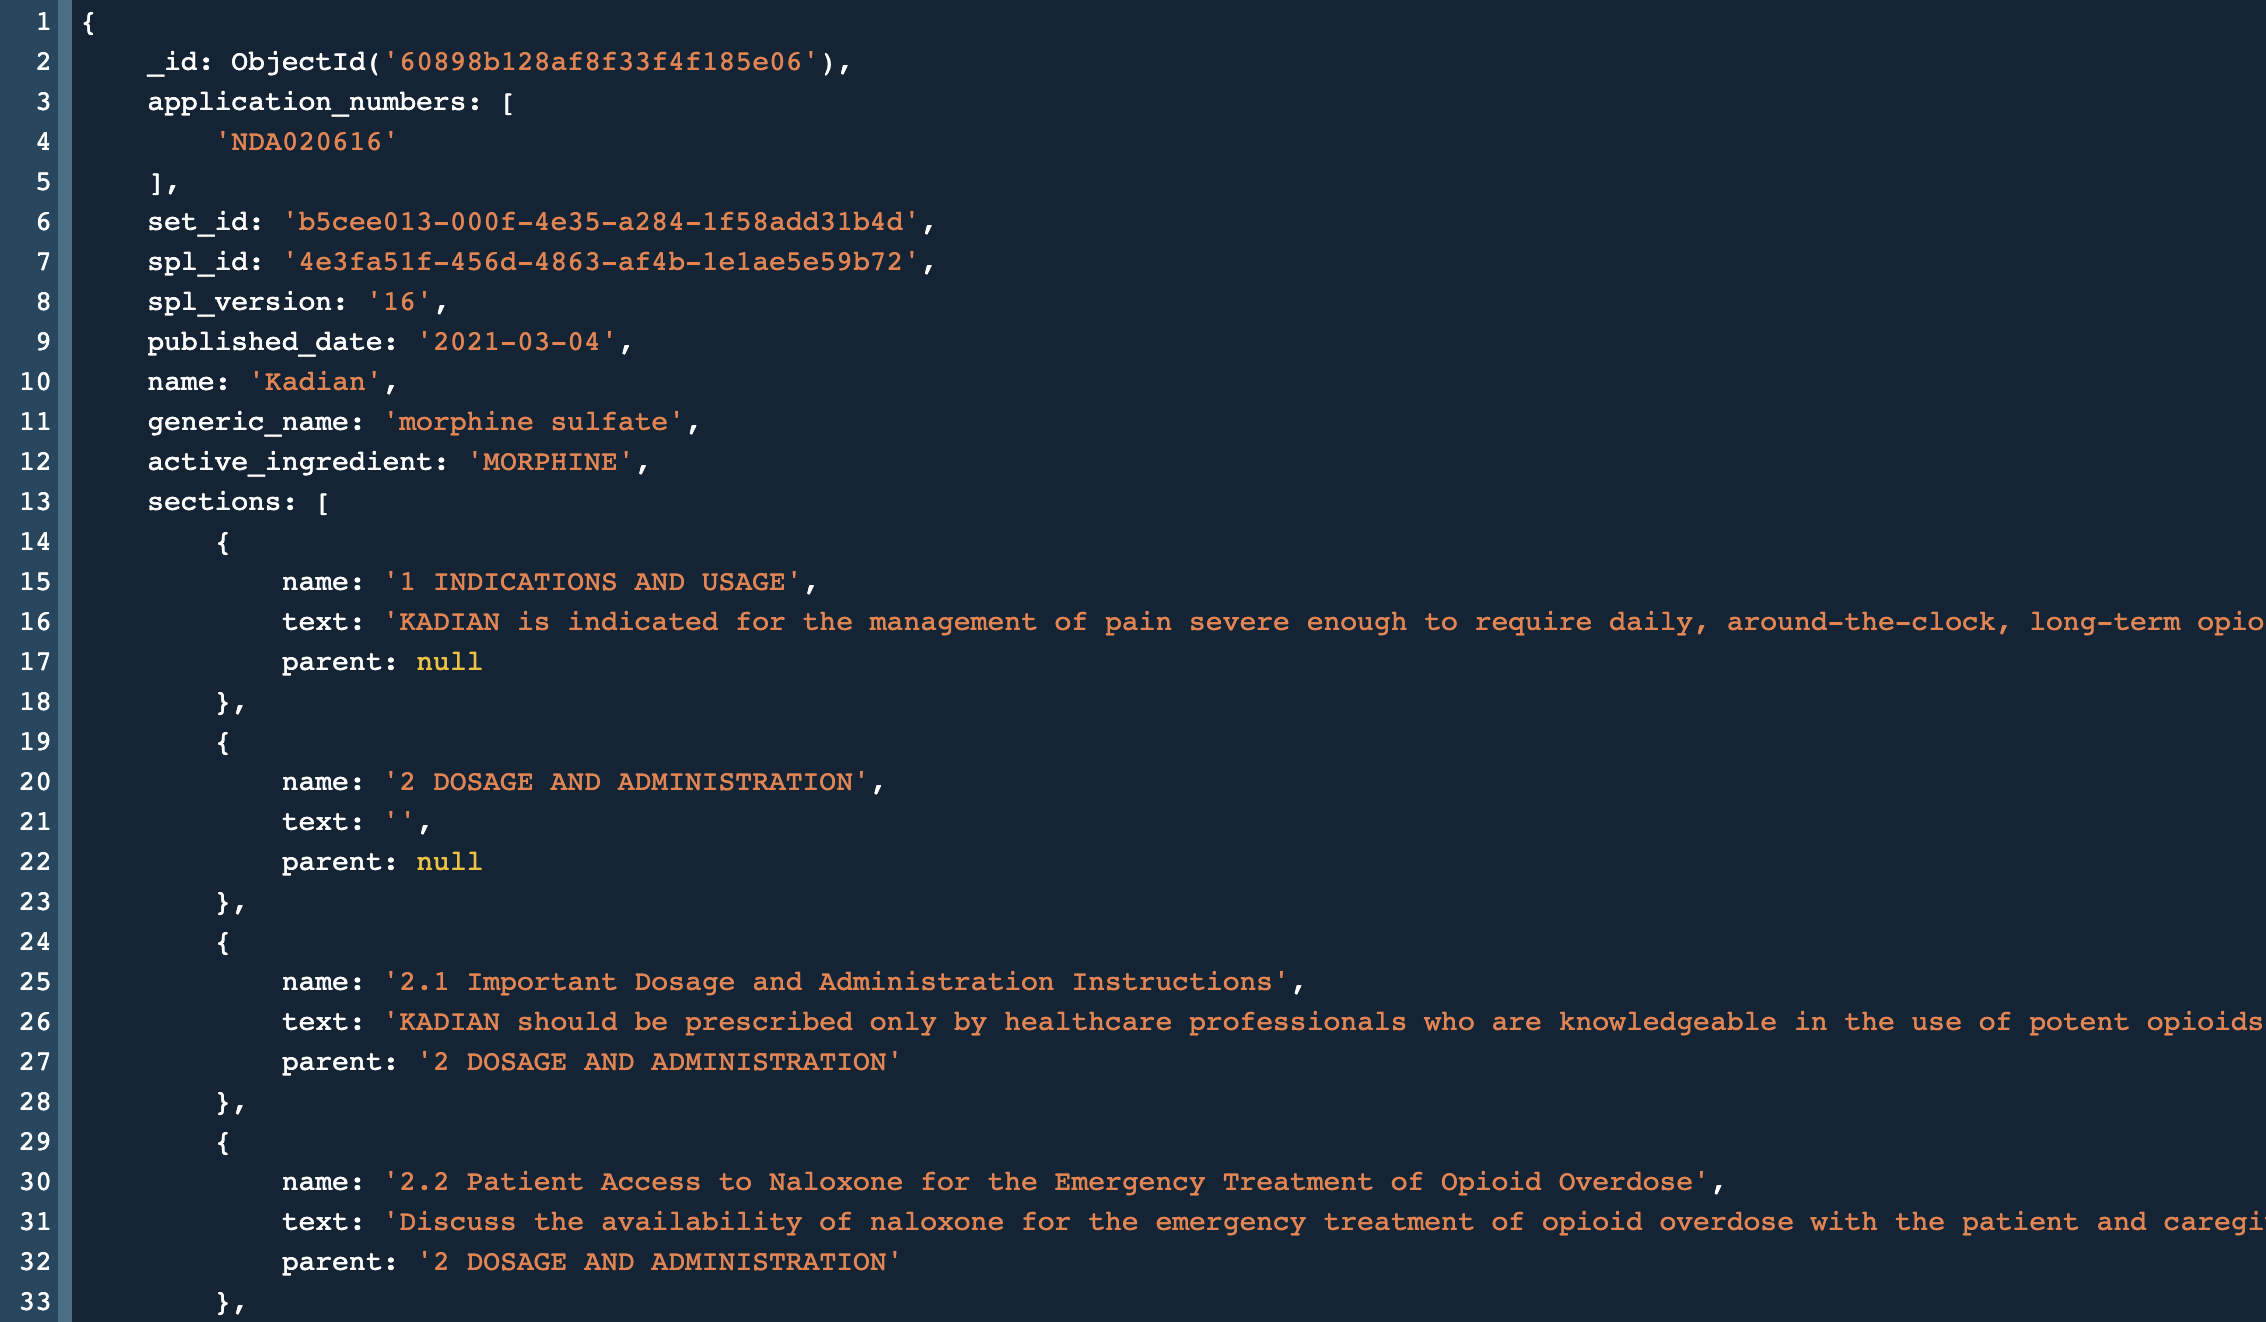 1 {
2 _id: ObjectId('60898b128af8f33f4f185e06'),
3 application_numbers: [
4 'NDA020616'
5 ],
6 set_id: 'b5cee013-000f-4e35-a284-1f58add31b4d',
7 spl_id: '4e3fa51f-456d-4863-af4b-1e1ae5e59b72',
8 spl_version: '16',
9 published_date: '2021-03-04',
10 name: 'Kadian',
11 generic_name: 'morphine sulfate',
12 active_ingredient: 'MORPHINE',
13 sections: [
14 {
15 name: '1 INDICATIONS AND USAGE',
16 text: 'KADIAN is indicated for the management of pain severe enough to require daily, around-the-clock, long-term opio
17 parent: null
18 },
19 {
20 name: '2 DOSAGE AND ADMINISTRATION',
21 text: '',
22 parent: null
23 },
24 {
25 name: '2.1 Important Dosage and Administration Instructions',
26 text: 'KADIAN should be prescribed only by healthcare professionals who are knowledgeable in the use of potent opioids
27 parent: '2 DOSAGE AND ADMINISTRATION'
28 },
29 {
30 name: '2.2 Patient Access to Naloxone for the Emergency Treatment of Opioid Overdose',
31 text: 'Discuss the availability of naloxone for the emergency treatment of opioid overdose with the patient and caregi
32 parent: '2 DOSAGE AND ADMINISTRATION'
33 },